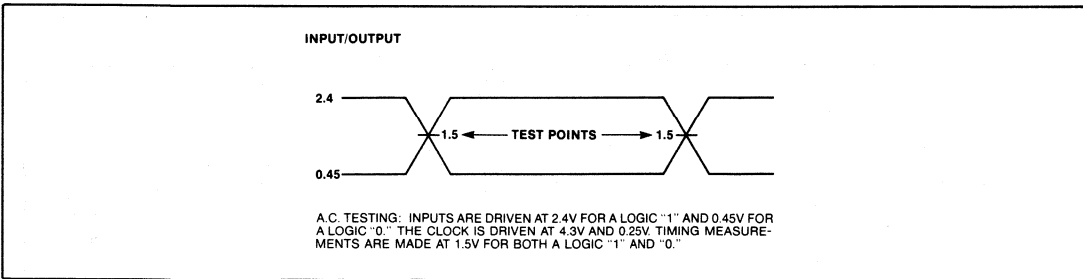 INPUT/OUTPUT
2.4
1.5 TEST POINTS 1.5
0.45
A.C. TESTING: INPUTS ARE DRIVEN AT 2.4V FOR A LOGIC "1" AND 0.45V FOR
A LOGIC "0." THE CLOCK IS DRIVEN AT 4.3V AND 0.25V. TIMING MEASURE-
MENTS ARE MADE AT 1.5V FOR BOTH A LOGIC "1" AND "0."